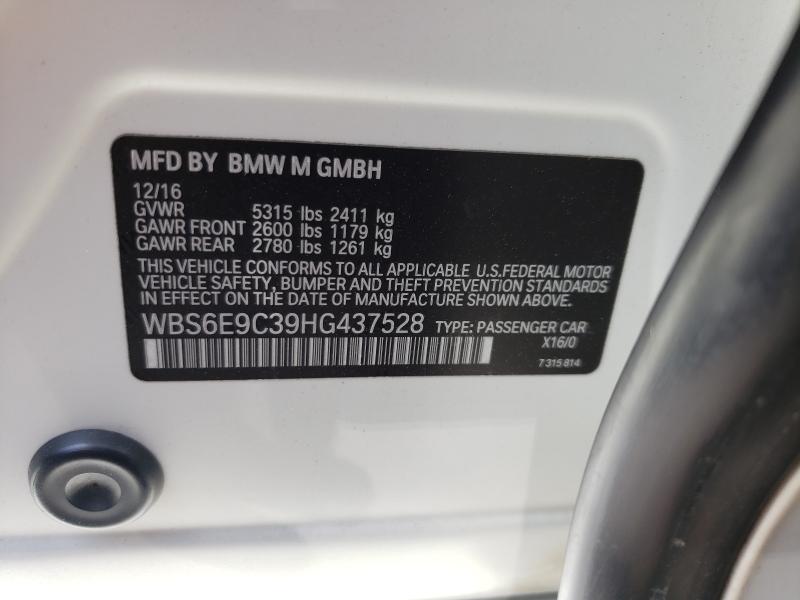 MFD BY BMW M GMBH
12/16
GVWR 5315 lbs 2411 kg
GAWR FRONT 2600 lbs 1179 kg
GAWR REAR 2780 lbs 1261 kg
THIS VEHICLE CONFORMS TO ALL APPLICABLE U.S.FEDERAL MOTOR
VEHICLE SAFETY, BUMPER AND THEFT PREVENTION STANDARDS
IN EFFECT ON THE DATE OF MANUFACTURE SHOWN ABOVE.
WBS6E9C39HG437528 TYPE: PASSENGER CAR
X16/0
7 315 814